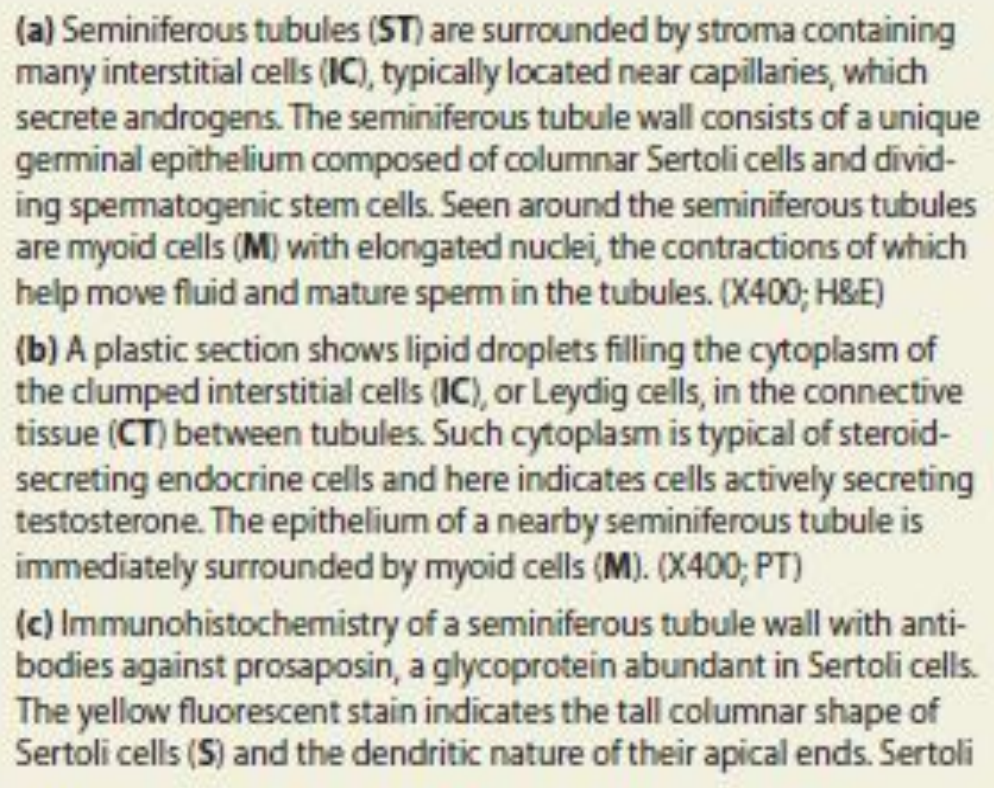 (a) Seminiferous tubules (ST) are surrounded by stroma containing
many interstitial cells (IC), typically located near capillaries, which
secrete androgens. The seminiferous tubule wall consists of a unique
germinal epithelium composed of columnar Sertoli cells and divid-
ing spermatogenic stem cells. Seen around the seminiferous tubules
are myoid cells (M) with elongated nuclei, the contractions of which
help move fluid and mature sperm in the tubules. (X400; H&E)
(b) A plastic section shows lipid droplets filling the cytoplasm of
the clumped interstitial cells (IC), or Leydig cells, in the connective
tissue (CT) between tubules. Such cytoplasm is typical of steroid-
secreting endocrine cells and here indicates cells actively secreting
testosterone. The epithelium of a nearby seminiferous tubule is
immediately surrounded by myoid cells (M). (X400; PT)
(c) Immunohistochemistry of a seminiferous tubule wall with anti-
bodies against prosaposin, a glycoprotein abundant in Sertoli cells.
The yellow fluorescent stain indicates the tall columnar shape of
Sertoli cells (S) and the dendritic nature of their apical ends. Sertoli